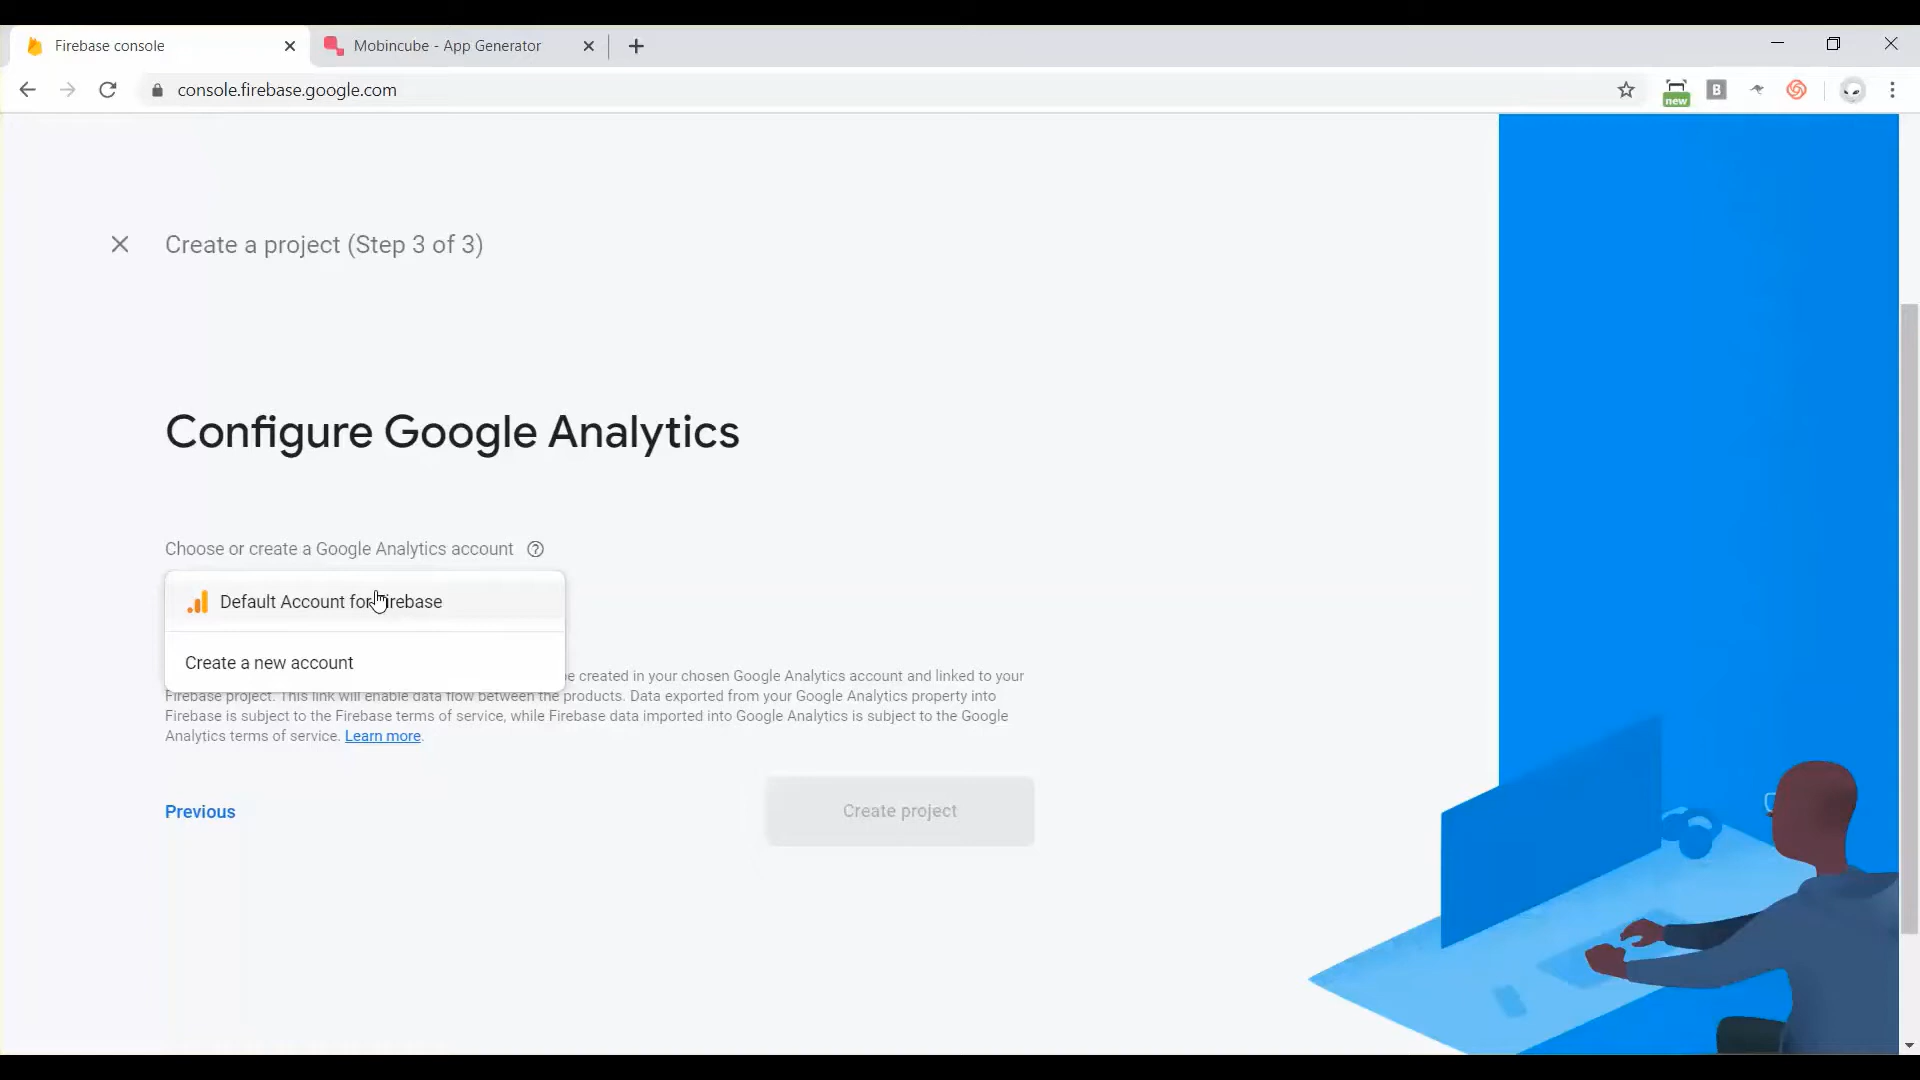 Firebase console
Mobincube - App Generator
console.firebase.google.com
new
B
Create a project (Step 3 of 3)
Configure Google Analytics
Choose or create a Google Analytics account
Default Account for Firebase
Create a new account
be created in your chosen Google Analytics account and linked to your
Firebase project. This link will enable data flow between the products. Data exported from your Google Analytics property into
Firebase is subject to the Firebase terms of service, while Firebase data imported into Google Analytics is subject to the Google
Analytics terms of service. Learn more.
Previous
Create project